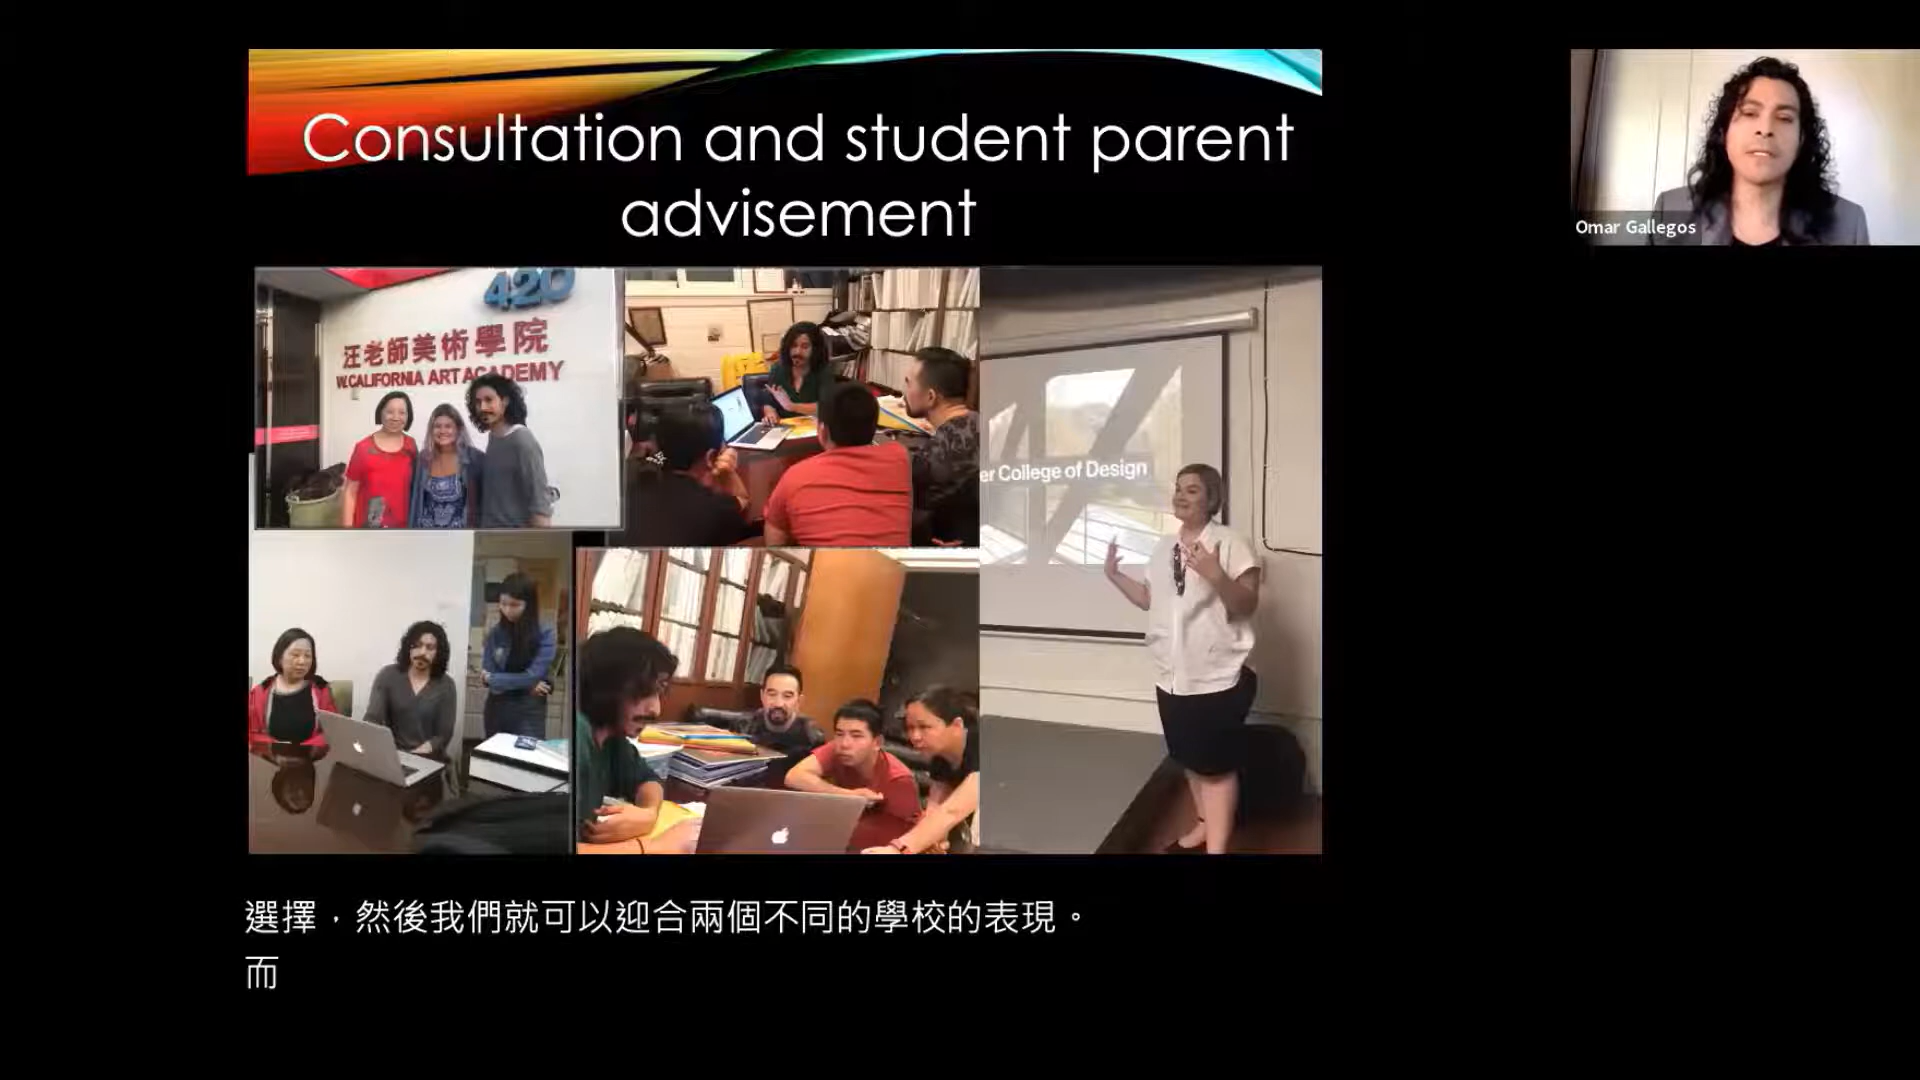 Consultation and student parent
advisement
420
汪老師美術學院
W.CALIFORNIA ART ACADEMY
er College of Design
Omar Gallegos
選擇，然後我們就可以迎合兩個不同的學校的表現。
而